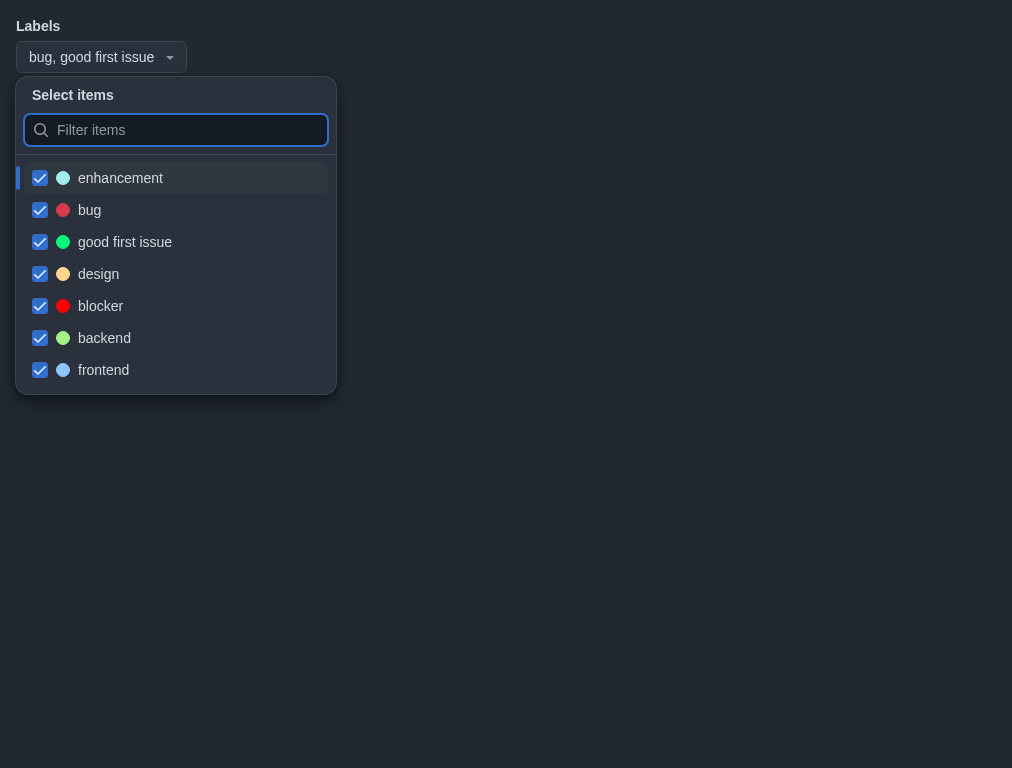 Labels
bug, good first issue
Select items
Filter items
enhancement
bug
good first issue
design
blocker
backend
frontend